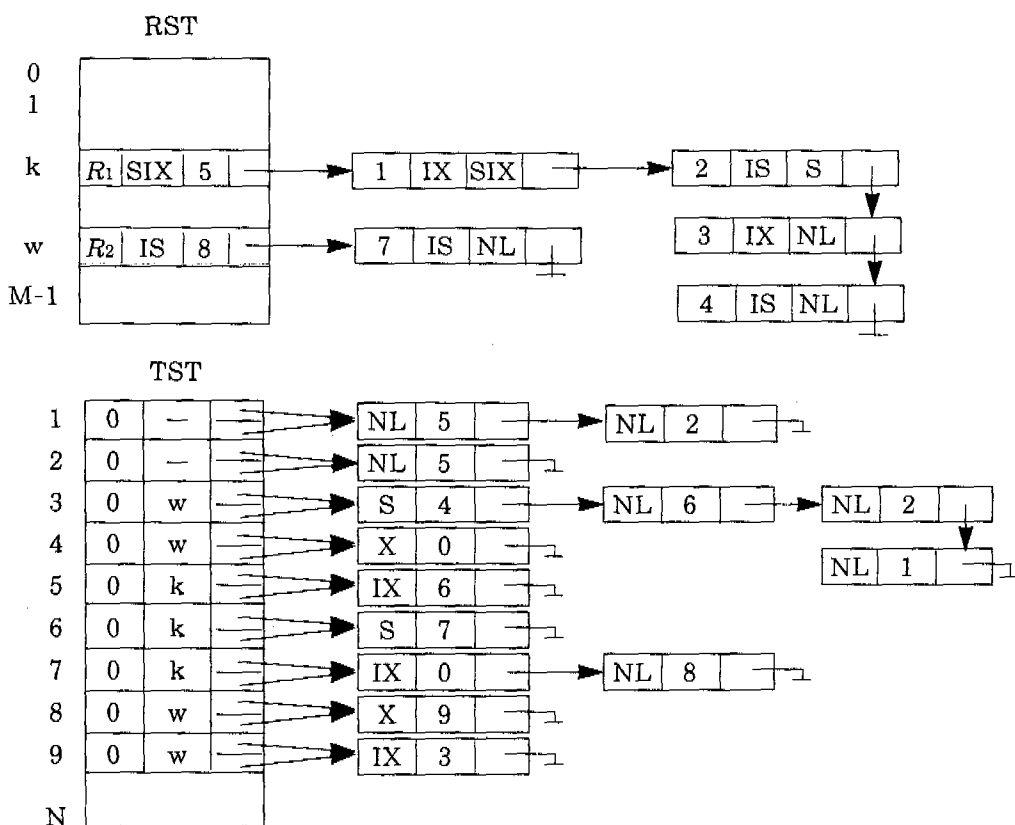 RST
0
1
k R1 SIX 5 1 IX SIX 2 IS S
w R2 IS 8 7 IS NL 3 IX NL
M-1 4 IS NL
TST
1 0 – NL 5 NL 2
2 0 – NL 5
3 0 w S 4 NL 6 NL 2
4 0 w X 0 NL 1
5 0 k IX 6
6 0 k S 7
7 0 k IX 0 NL 8
8 0 w X 9
9 0 w IX 3
N